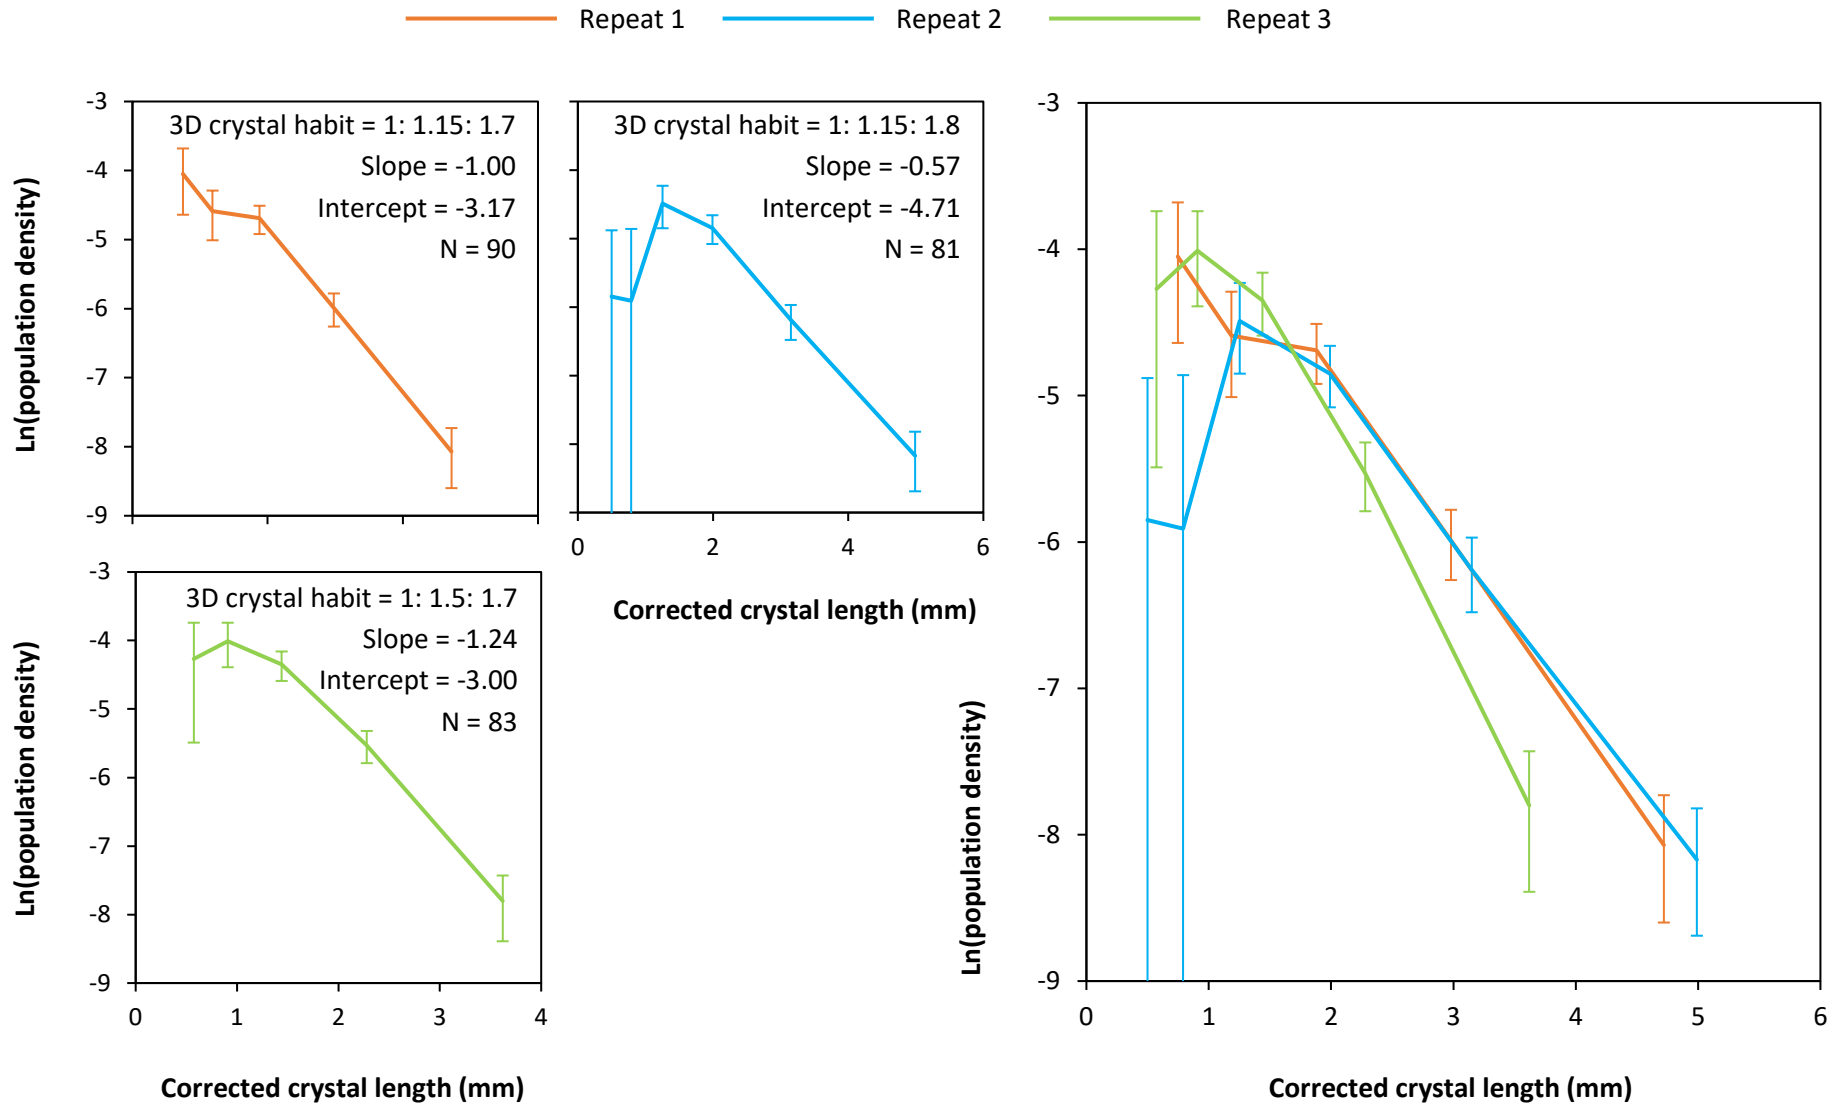 Repeat 1
Repeat 2
Repeat 3
Ln(population density)
-3
-4
-5
-6
-7
-8
-9
3D crystal habit = 1: 1.15: 1.7
Slope = -1.00
Intercept = -3.17
N = 90
3D crystal habit = 1: 1.15: 1.8
Slope = -0.57
Intercept = -4.71
N = 81
0
2
4
6
Corrected crystal length (mm)
Ln(population density)
-3
-4
-5
-6
-7
-8
-9
3D crystal habit = 1: 1.5: 1.7
Slope = -1.24
Intercept = -3.00
N = 83
0
1
2
3
4
Corrected crystal length (mm)
Ln(population density)
-3
-4
-5
-6
-7
-8
-9
0
1
2
3
4
5
6
Corrected crystal length (mm)